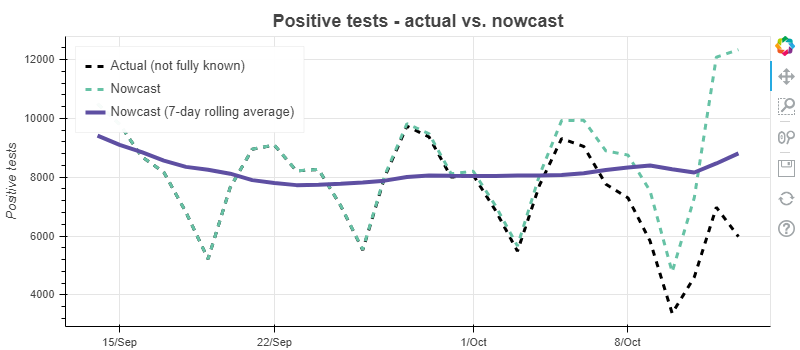 Positive tests - actual vs. nowcast
Actual (not fully known)
Nowcast
Nowcast (7-day rolling average)
Positive tests
12000
10000
8000
6000
4000
15/Sep
22/Sep
1/Oct
8/Oct